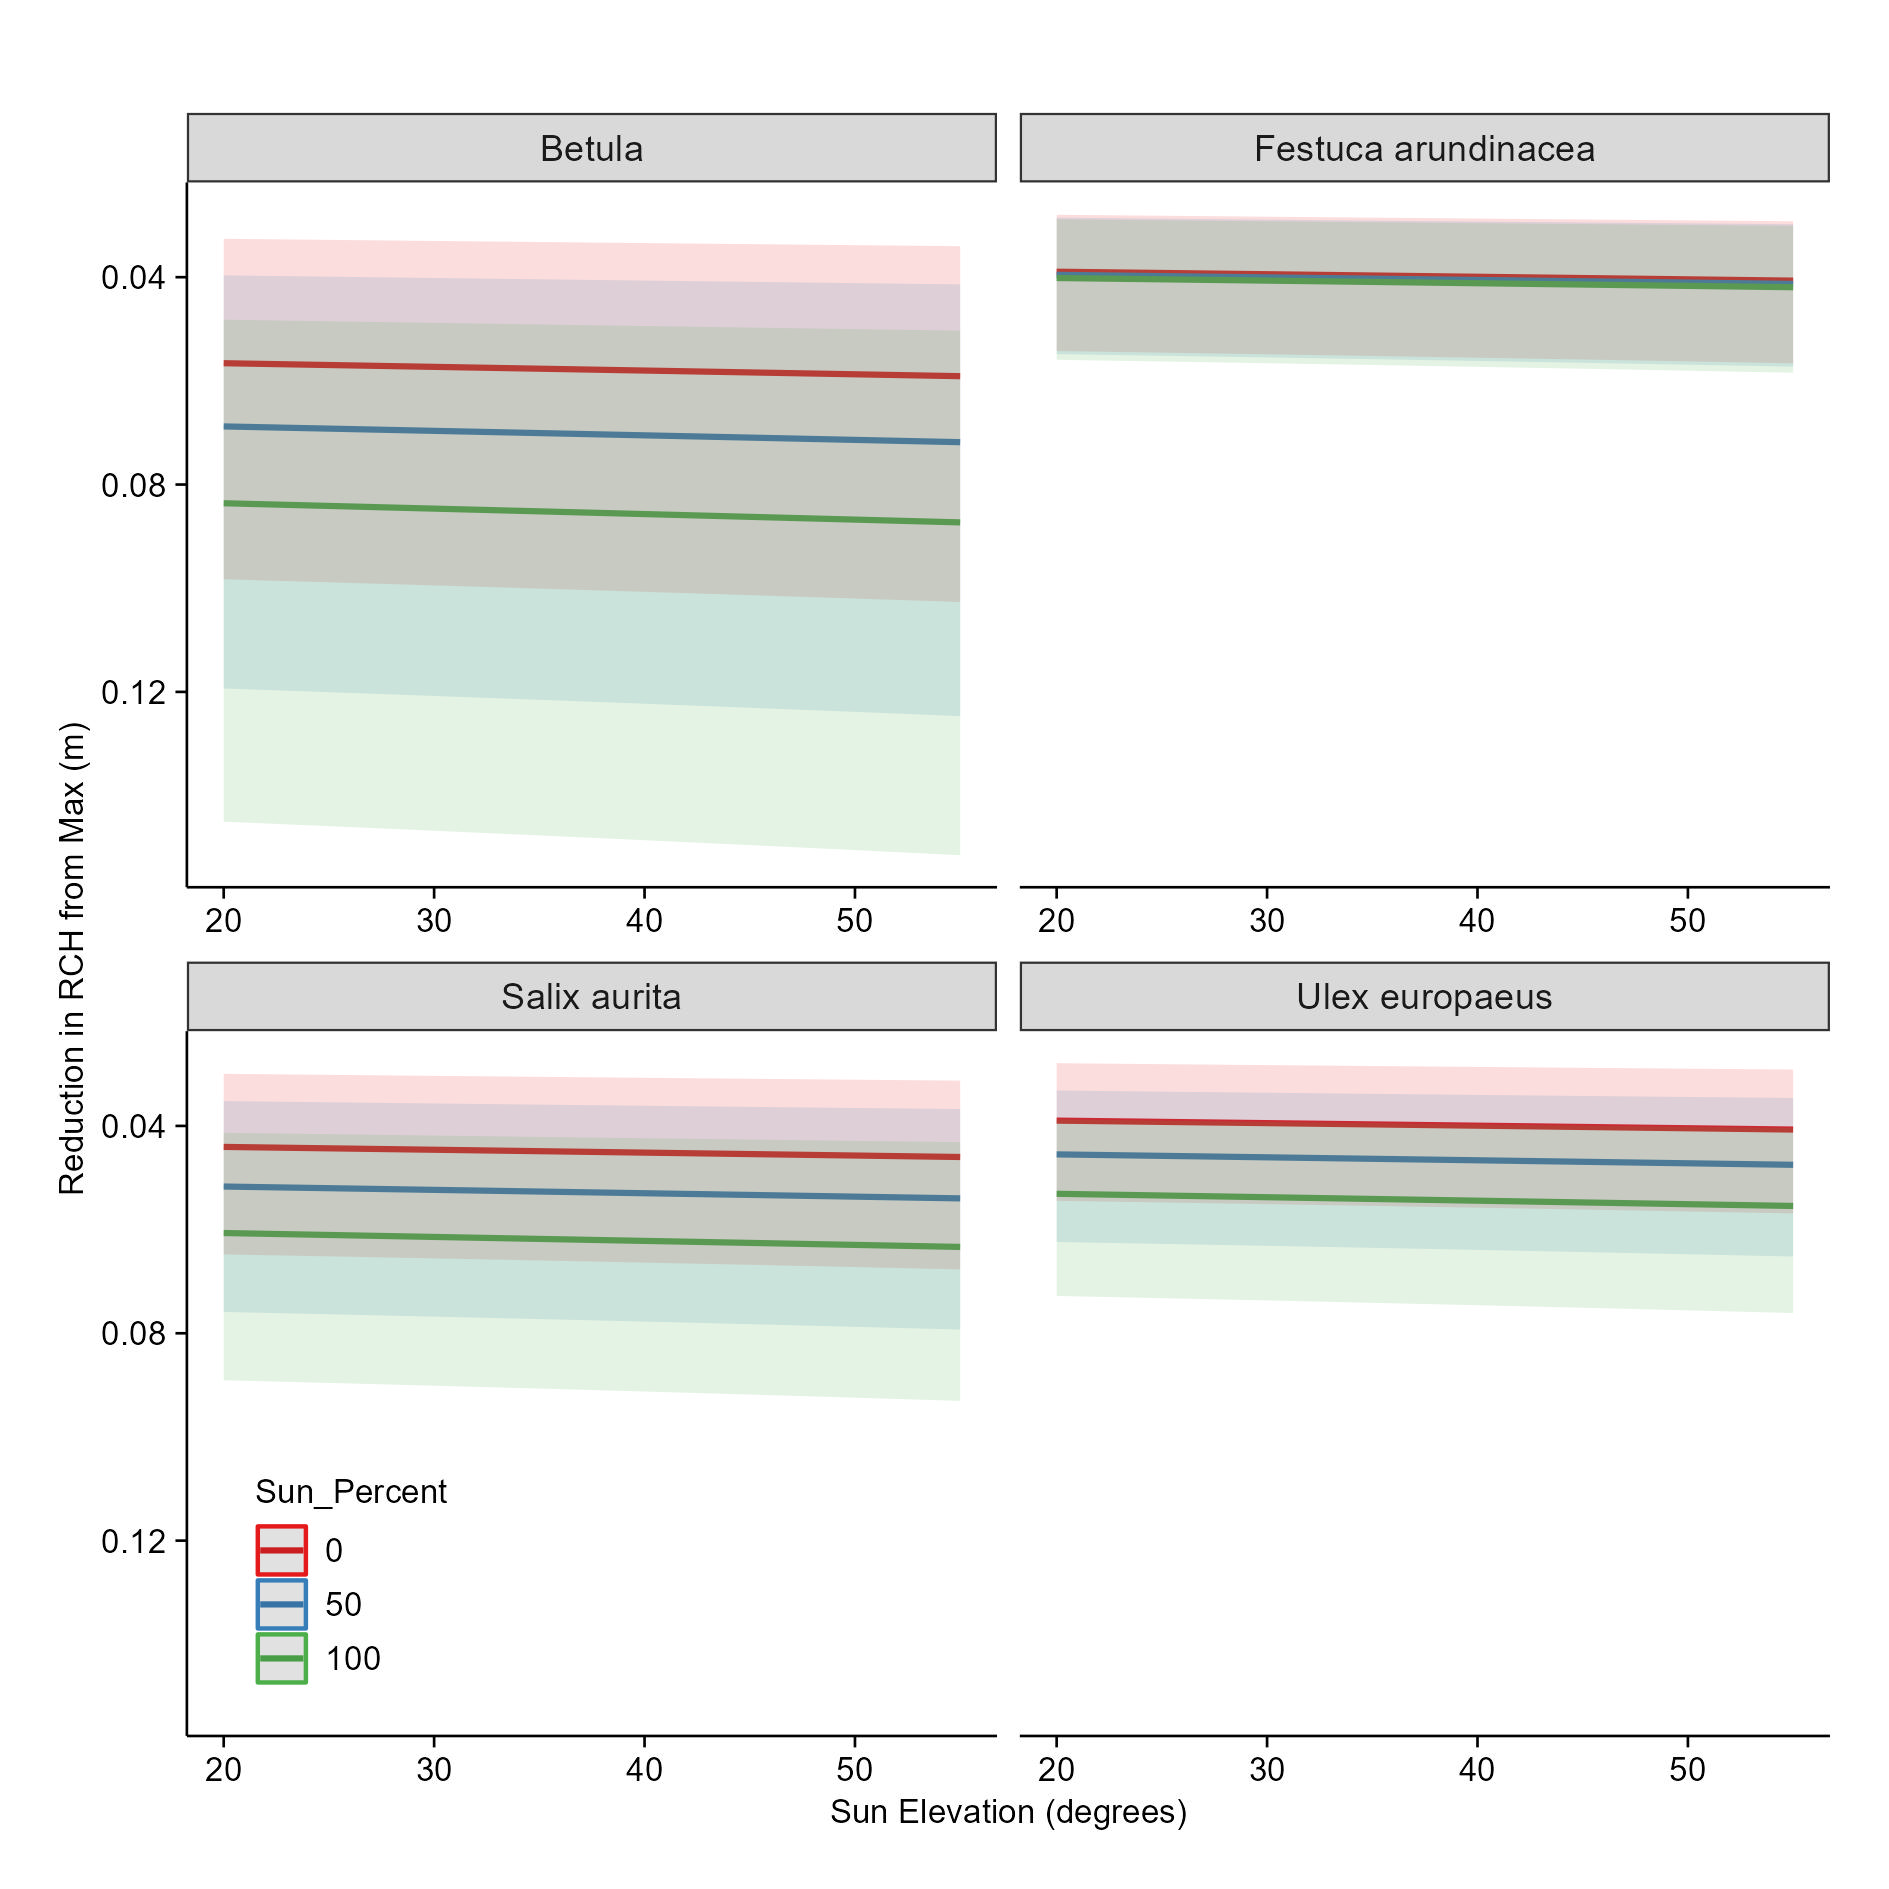 Betula
Festuca arundinacea
0.04
0.08
0.12
20 30 40 50
20 30 40 50
Reduction in RCH from Max (m)
Salix aurita
Ulex europaeus
0.04
0.08
0.12
Sun_Percent
0
50
100
20 30 40 50
20 30 40 50
Sun Elevation (degrees)